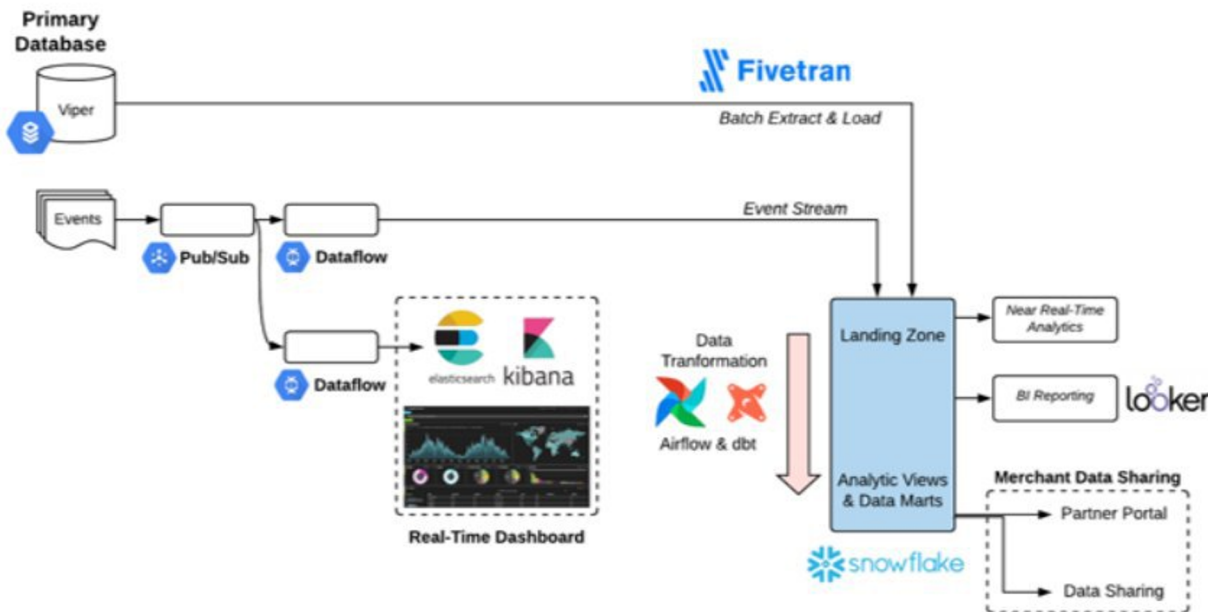 Primary
Database
Viper
Fivetran
Batch Extract & Load
Events
Event Stream
Pub/Sub
Dataflow
Dataflow
elasticsearch
kibana
Real-Time Dashboard
Data
Tranformation
Airflow & dbt
Landing Zone
Analytic Views
& Data Marts
snowflake
Near Real-Time
Analytics
BI Reporting
looker
Merchant Data Sharing
Partner Portal
Data Sharing